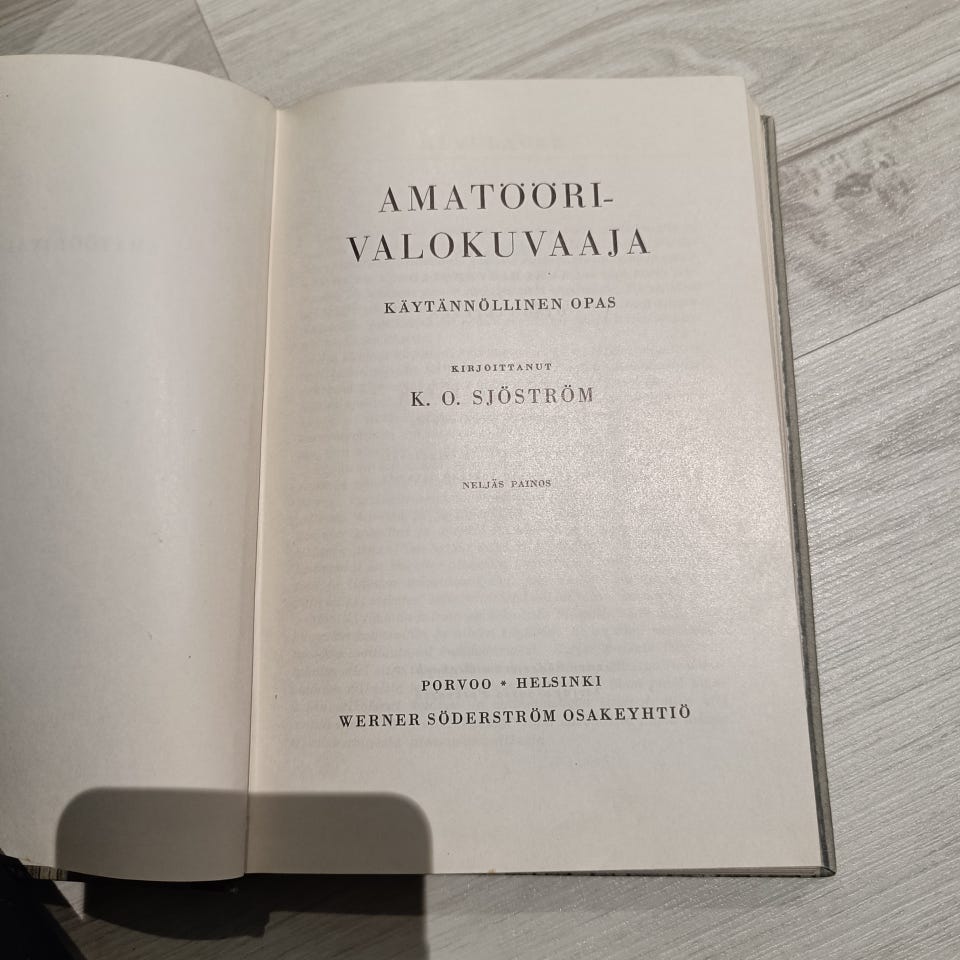 AMATÖÖRI-
VALOKUVAAJA
KÄYTÄNNÖLLINEN OPAS
KIRJOITTANUT
K. O. SJÖSTRÖM
NELJÄS PAINOS
PORVOO * HELSINKI
WERNER SÖDERSTRÖM OSAKEYHTIÖ